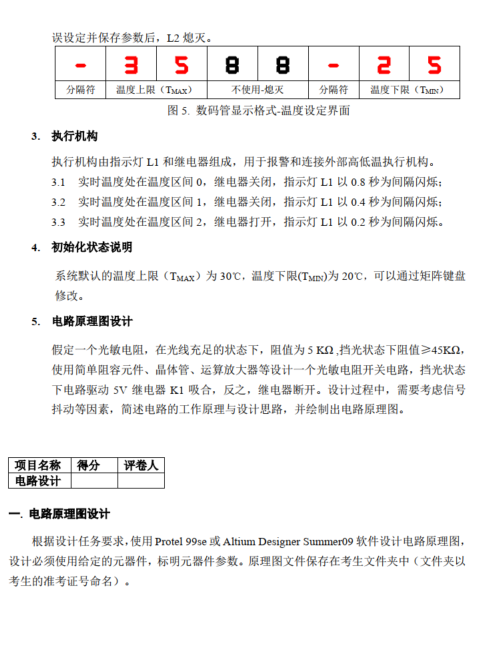 误设定并保存参数后，L2 熄灭。
- 3 5 8 8 - 2 5
分隔符 温度上限（TMAX） 不使用-熄灭 分隔符 温度下限（TMIN）
图 5. 数码管显示格式-温度设定界面
3. 执行机构
执行机构由指示灯 L1 和继电器组成，用于报警和连接外部高低温执行机构。
3.1 实时温度处在温度区间 0，继电器关闭，指示灯 L1 以 0.8 秒为间隔闪烁；
3.2 实时温度处在温度区间 1，继电器关闭，指示灯 L1 以 0.4 秒为间隔闪烁；
3.3 实时温度处在温度区间 2，继电器打开，指示灯 L1 以 0.2 秒为间隔闪烁。
4. 初始化状态说明
系统默认的温度上限（TMAX）为 30℃，温度下限(TMIN)为 20℃，可以通过矩阵键盘
修改。
5. 电路原理图设计
假定一个光敏电阻，在光线充足的状态下，阻值为 5 KΩ ,挡光状态下阻值≥45KΩ，
使用简单阻容元件、晶体管、运算放大器等设计一个光敏电阻开关电路，挡光状态
下电路驱动 5V 继电器 K1 吸合，反之，继电器断开。设计过程中，需要考虑信号
抖动等因素，简述电路的工作原理与设计思路，并绘制出电路原理图。
项目名称 得分 评卷人
电路设计
一. 电路原理图设计
根据设计任务要求，使用 Protel 99se 或 Altium Designer Summer09 软件设计电路原理图，
设计必须使用给定的元器件，标明元器件参数。原理图文件保存在考生文件夹中（文件夹以
考生的准考证号命名）。